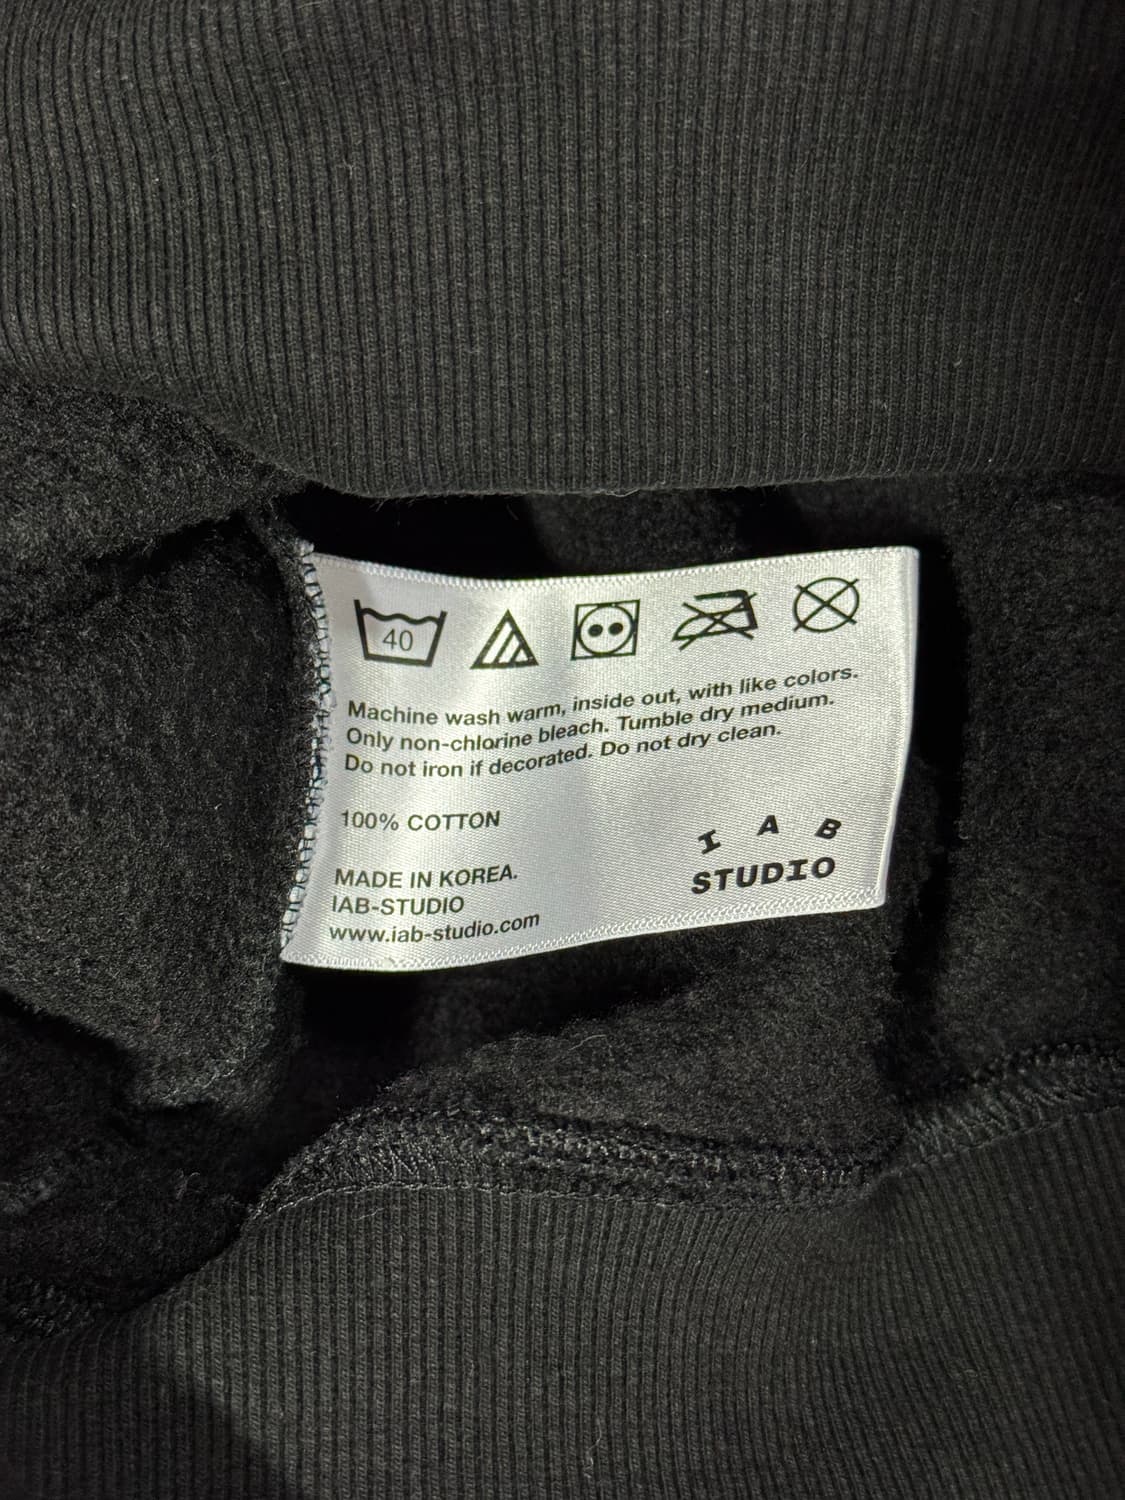 40
Machine wash warm, inside out, with like colors.
Only non-chlorine bleach. Tumble dry medium.
Do not iron if decorated. Do not dry clean.
100% COTTON
MADE IN KOREA.
IAB-STUDIO
www.iab-studio.com
I A B
STUDIO